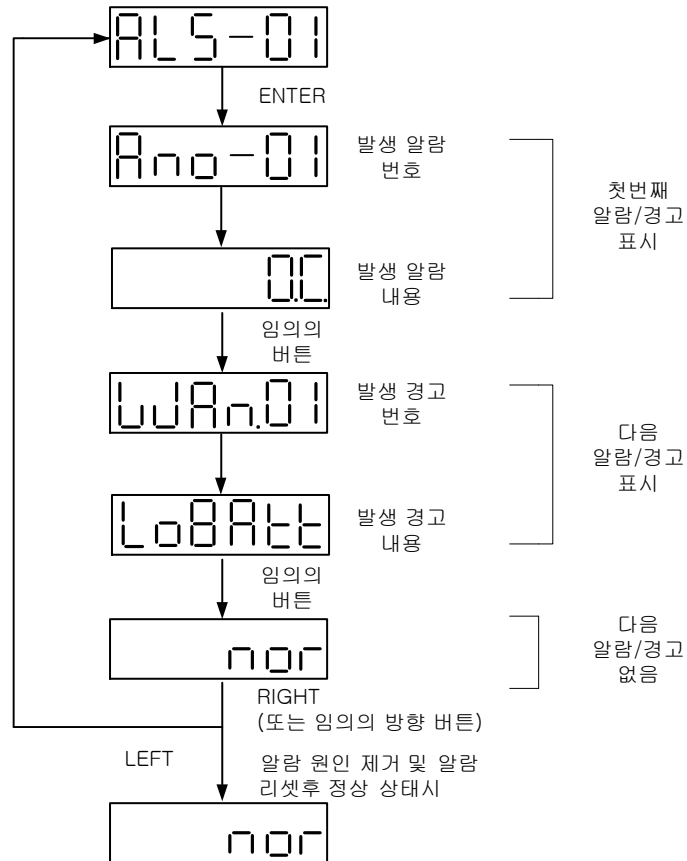 ALS-01
ENTER
Ano-01
발생 알람
번호
첫번째
알람/경고
표시
O.C.
발생 알람
내용
임의의
버튼
WAn.01
발생 경고
번호
다음
알람/경고
표시
LoBAtt
발생 경고
내용
임의의
버튼
nor
다음
알람/경고
없음
RIGHT
(또는 임의의 방향 버튼)
LEFT
알람 원인 제거 및 알람
리셋후 정상 상태시
nor